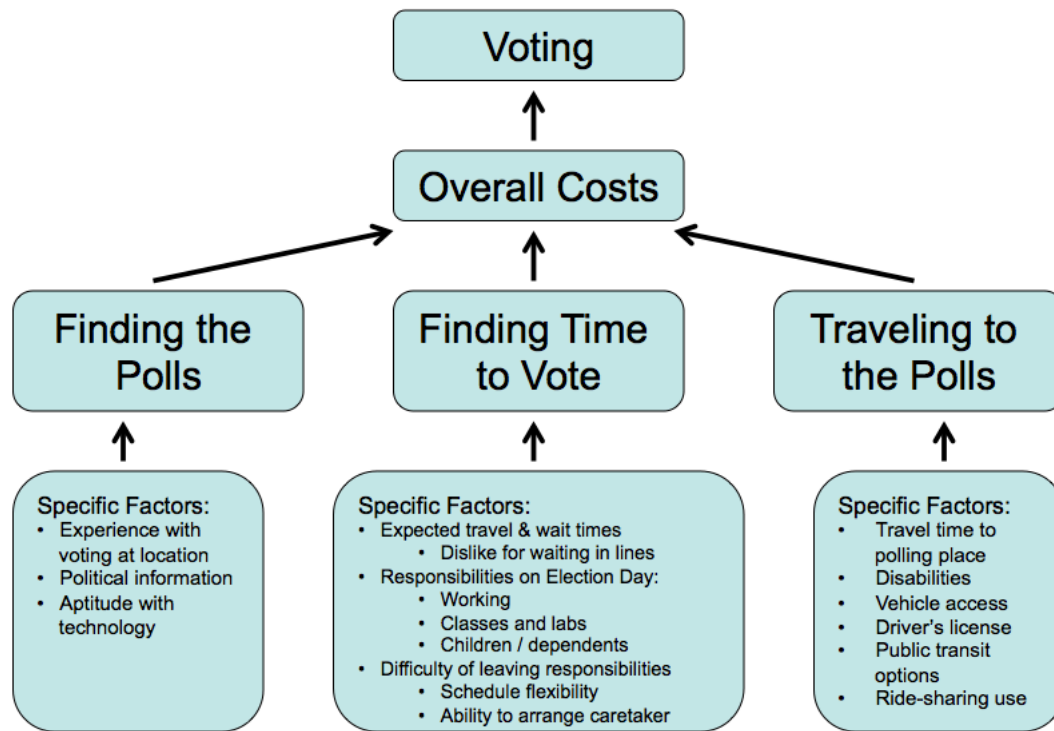 Voting
Overall Costs
Finding the
Polls
Finding Time
to Vote
Traveling to
the Polls
Specific Factors:
• Experience with
voting at location
• Political information
• Aptitude with
technology
Specific Factors:
• Expected travel & wait times
• Dislike for waiting in lines
• Responsibilities on Election Day:
• Working
• Classes and labs
• Children / dependents
• Difficulty of leaving responsibilities
• Schedule flexibility
• Ability to arrange caretaker
Specific Factors:
• Travel time to
polling place
• Disabilities
• Vehicle access
• Driver's license
• Public transit
options
• Ride-sharing use